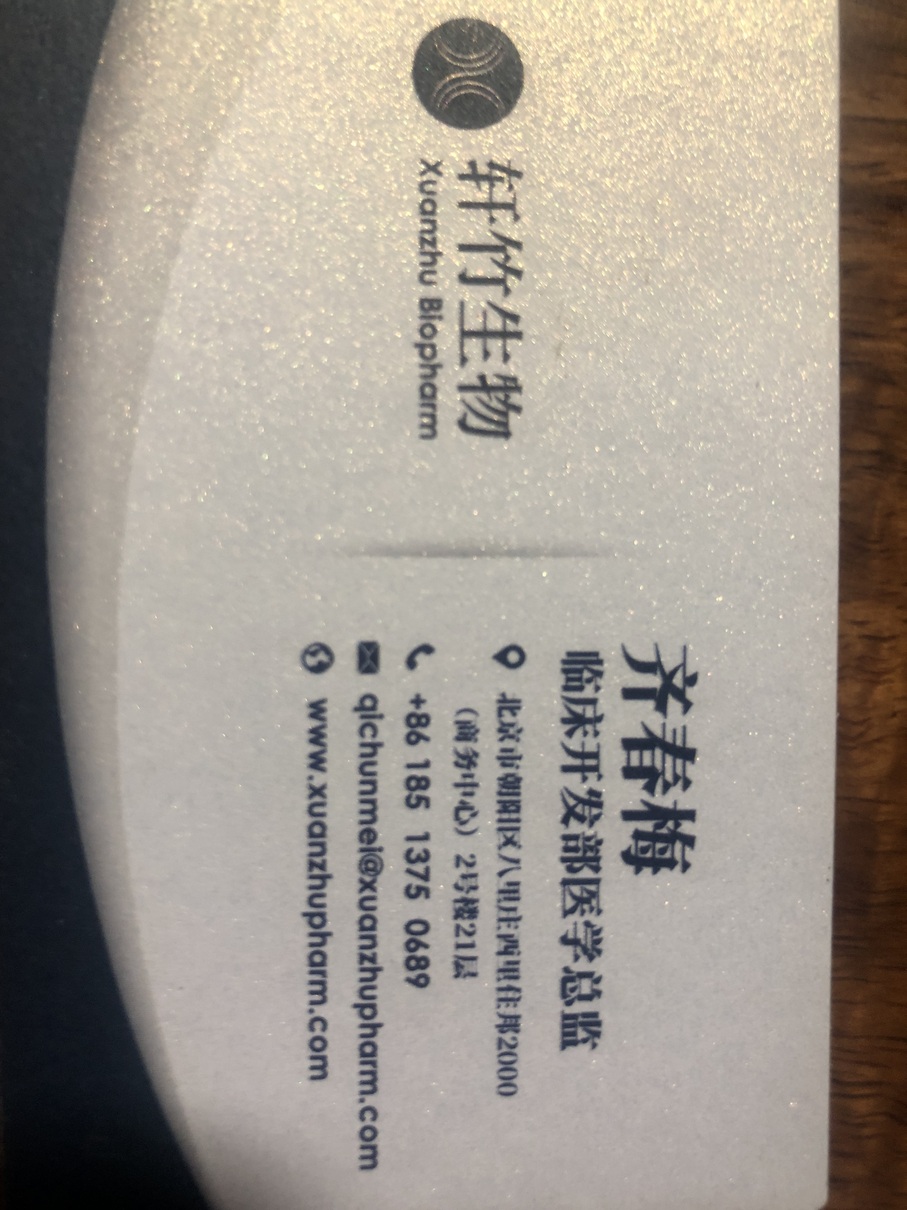 轩竹生物
Xuanzhu Biopharm
齐春梅
临床开发部医学总监
北京市朝阳区八里庄西里住邦2000
（商务中心）2号楼21层
+86 185 1375 0689
qichunmei@xuanzhupharm.com
www.xuanzhupharm.com